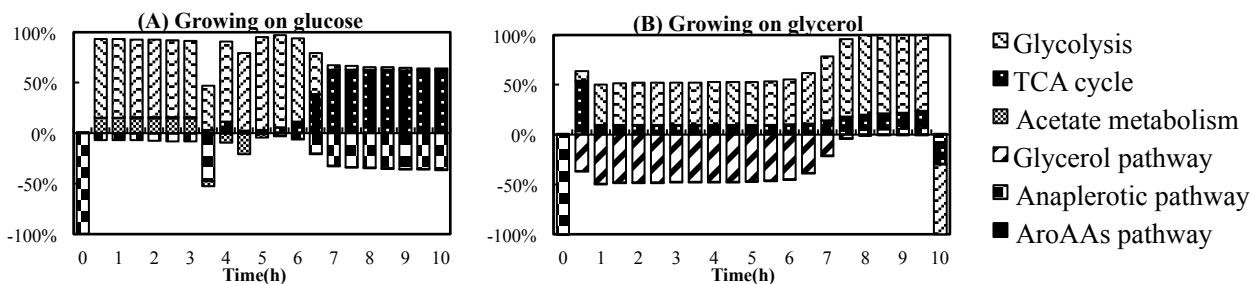 (A) Growing on glucose
100%
50%
0%
-50%
-100%
0 1 2 3 4 5 6 7 8 9 10
Time(h)
(B) Growing on glycerol
100%
50%
0%
-50%
-100%
0 1 2 3 4 5 6 7 8 9 10
Time(h)
Glycolysis
TCA cycle
Acetate metabolism
Glycerol pathway
Anaplerotic pathway
AroAAs pathway